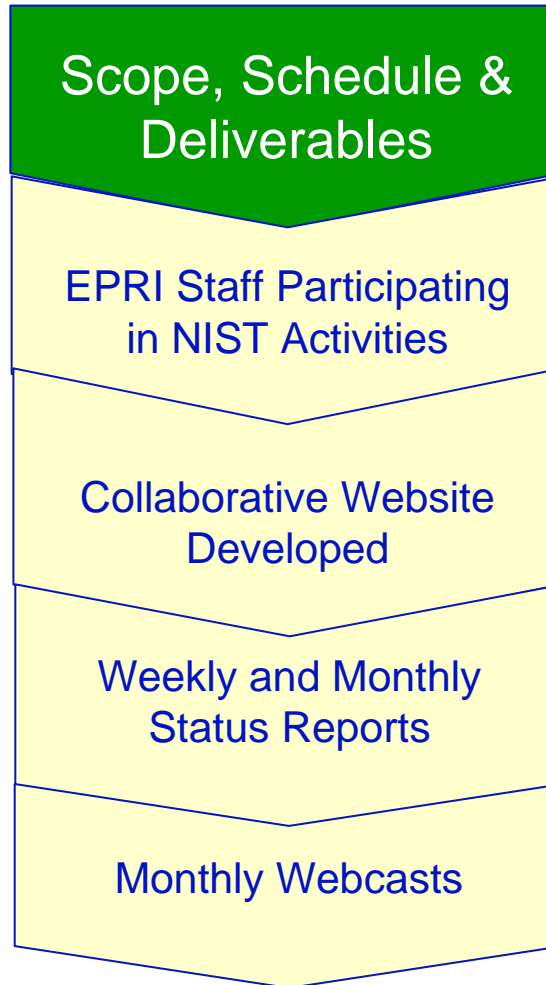 Scope, Schedule &
Deliverables
EPRI Staff Participating
in NIST Activities
Collaborative Website
Developed
Weekly and Monthly
Status Reports
Monthly Webcasts